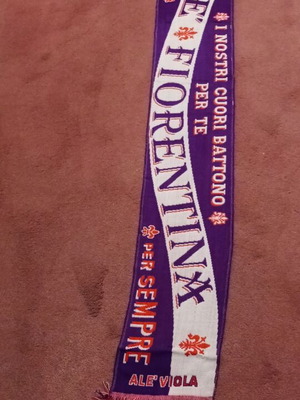 E' FIORENTINA
I NOSTRI CUORI BATTONO
PER TE
PER SEMPRE
ALE' VIOLA